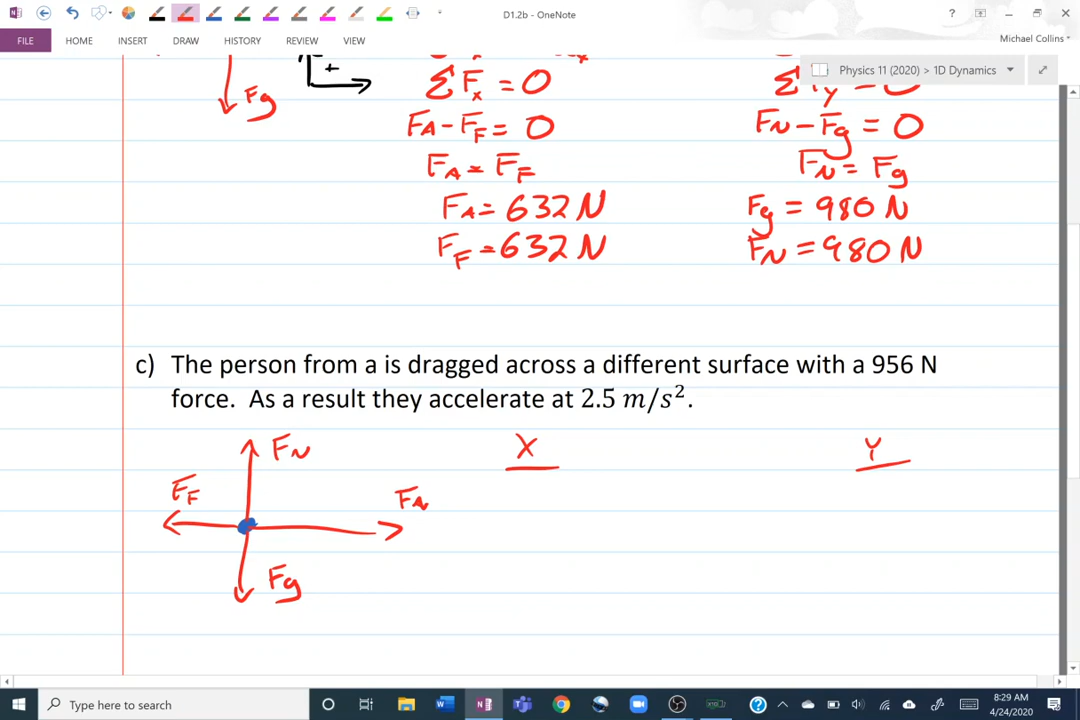 D1.2b - OneNote
FILE HOME INSERT DRAW HISTORY REVIEW VIEW
Michael Collins
Physics 11 (2020) > 1D Dynamics
+
Fg
ΣFx = 0
FA - FF = 0
FA = FF
FA = 632 N
FF = 632 N
ΣFy = 0
FN - Fg = 0
FN = Fg
Fg = 980 N
FN = 980 N
c) The person from a is dragged across a different surface with a 956 N
force. As a result they accelerate at 2.5 m/s².
FN
FF
FA
Fg
X
Y
Type here to search
8:29 AM
4/24/2020